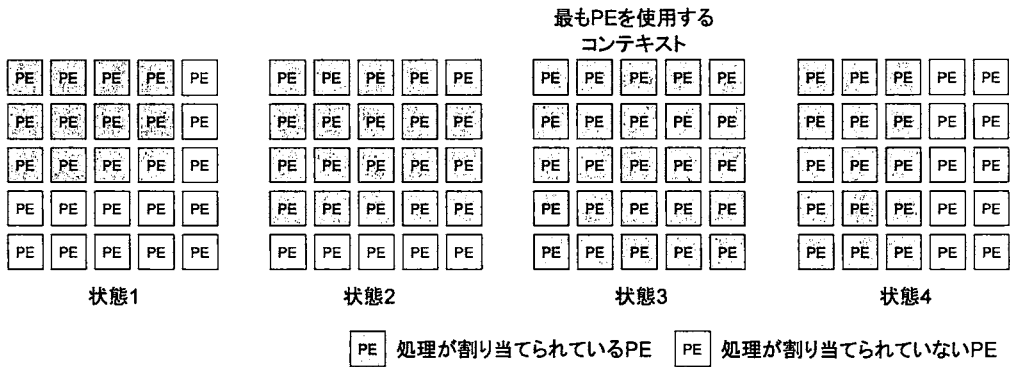 最もPEを使用する
コンテキスト
PE PE PE PE PE PE PE PE PE PE PE PE PE PE PE PE PE PE PE PE
PE PE PE PE PE PE PE PE PE PE PE PE PE PE PE PE PE PE PE PE
PE PE PE PE PE PE PE PE PE PE PE PE PE PE PE PE PE PE PE PE
PE PE PE PE PE PE PE PE PE PE PE PE PE PE PE PE PE PE PE PE
PE PE PE PE PE PE PE PE PE PE PE PE PE PE PE PE PE PE PE PE
状態1 状態2 状態3 状態4
PE 処理が割り当てられているPE PE 処理が割り当てられていないPE